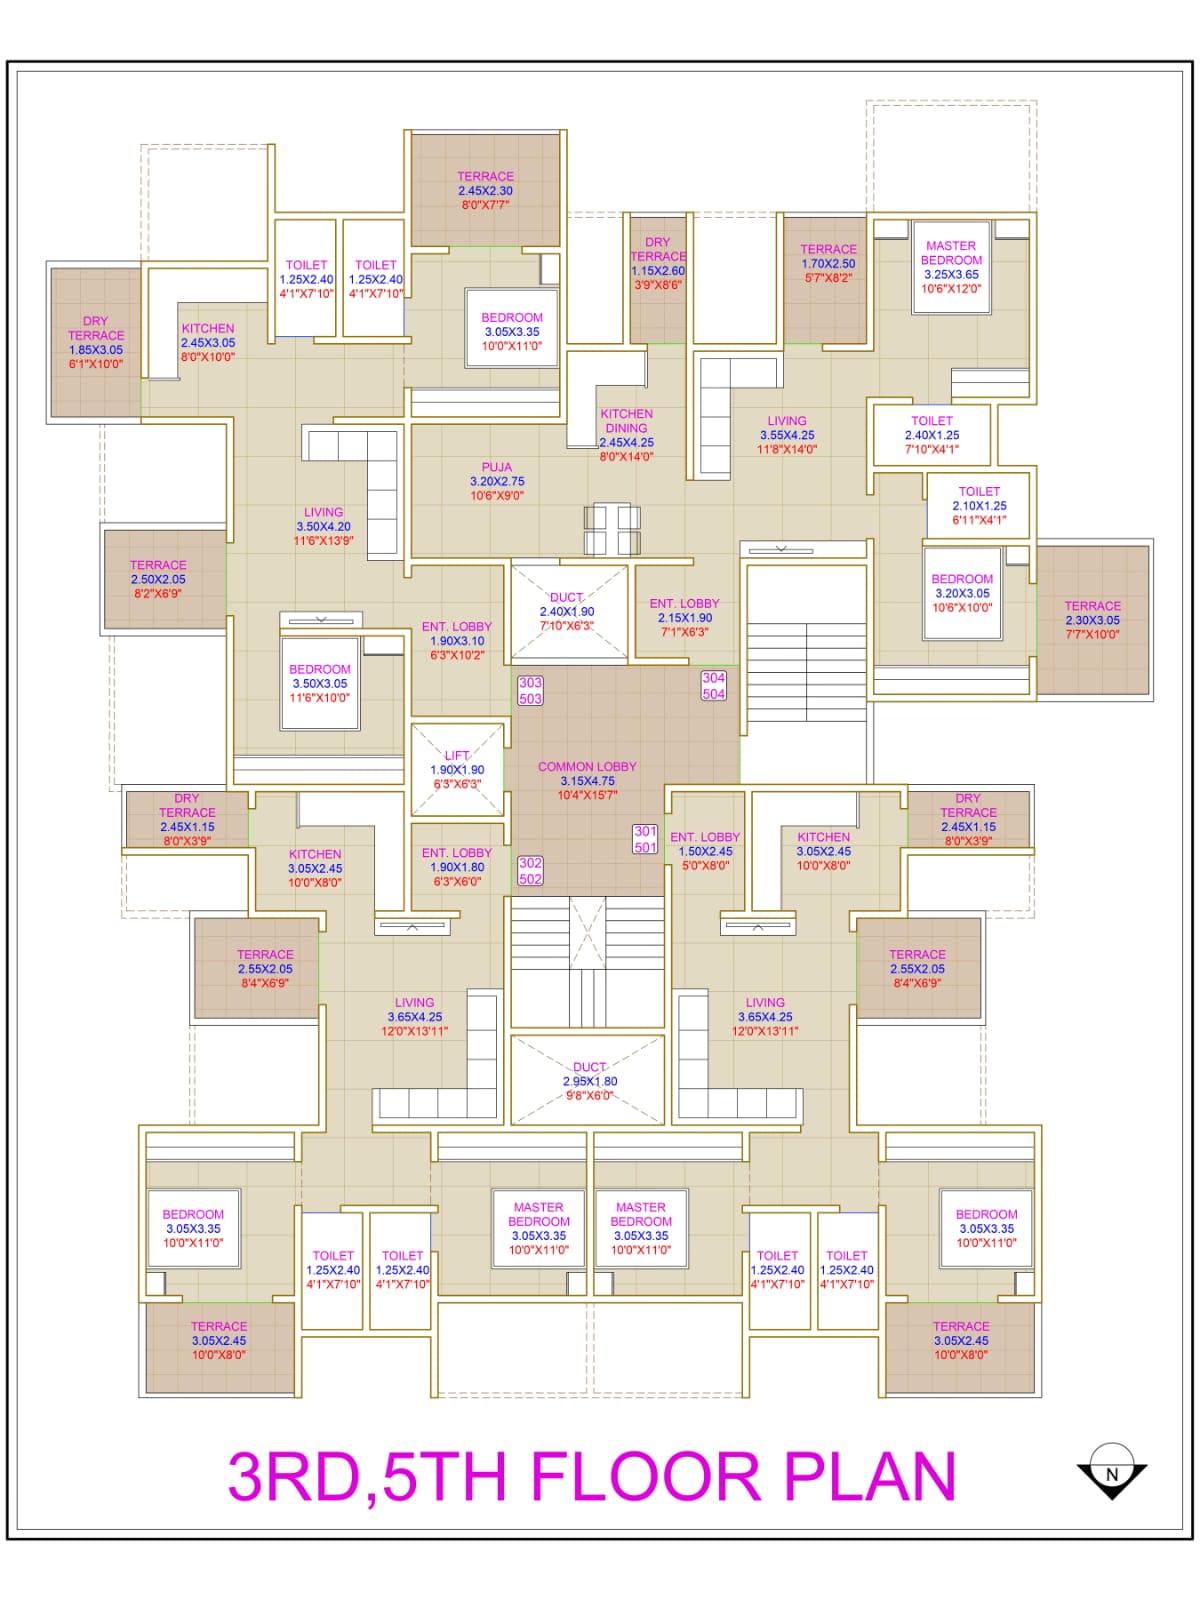 TERRACE
2.45X2.30
8'0"X7'7"
TOILET
1.25X2.40
4'1"X7'10"
TOILET
1.25X2.40
4'1"X7'10"
DRY
TERRACE
1.15X2.60
3'9"X8'6"
TERRACE
1.70X2.50
5'7"X8'2"
MASTER
BEDROOM
3.25X3.65
10'6"X12'0"
DRY
TERRACE
1.85X3.05
6'1"X10'0"
KITCHEN
2.45X3.05
8'0"X10'0"
BEDROOM
3.05X3.35
10'0"X11'0"
KITCHEN
DINING
2.45X4.25
8'0"X14'0"
LIVING
3.55X4.25
11'8"X14'0"
TOILET
2.40X1.25
7'10"X4'1"
PUJA
3.20X2.75
10'6"X9'0"
TOILET
2.10X1.25
6'11"X4'1"
LIVING
3.50X4.20
11'6"X13'9"
TERRACE
2.50X2.05
8'2"X6'9"
DUCT
2.40X1.90
7'10"X6'3"
ENT. LOBBY
2.15X1.90
7'1"X6'3"
BEDROOM
3.20X3.05
10'6"X10'0"
TERRACE
2.30X3.05
7'7"X10'0"
ENT. LOBBY
1.90X3.10
6'3"X10'2"
BEDROOM
3.50X3.05
11'6"X10'0"
303
503
304
504
LIFT
1.90X1.90
6'3"X6'3"
COMMON LOBBY
3.15X4.75
10'4"X15'7"
DRY
TERRACE
2.45X1.15
8'0"X3'9"
KITCHEN
3.05X2.45
10'0"X8'0"
ENT. LOBBY
1.90X1.80
6'3"X6'0"
302
502
301
501
ENT. LOBBY
1.50X2.45
5'0"X8'0"
KITCHEN
3.05X2.45
10'0"X8'0"
DRY
TERRACE
2.45X1.15
8'0"X3'9"
TERRACE
2.55X2.05
8'4"X6'9"
LIVING
3.65X4.25
12'0"X13'11"
LIVING
3.65X4.25
12'0"X13'11"
TERRACE
2.55X2.05
8'4"X6'9"
DUCT
2.95X1.80
9'8"X6'0"
BEDROOM
3.05X3.35
10'0"X11'0"
TOILET
1.25X2.40
4'1"X7'10"
TOILET
1.25X2.40
4'1"X7'10"
MASTER
BEDROOM
3.05X3.35
10'0"X11'0"
MASTER
BEDROOM
3.05X3.35
10'0"X11'0"
TOILET
1.25X2.40
4'1"X7'10"
TOILET
1.25X2.40
4'1"X7'10"
BEDROOM
3.05X3.35
10'0"X11'0"
TERRACE
3.05X2.45
10'0"X8'0"
TERRACE
3.05X2.45
10'0"X8'0"
3RD,5TH FLOOR PLAN
N